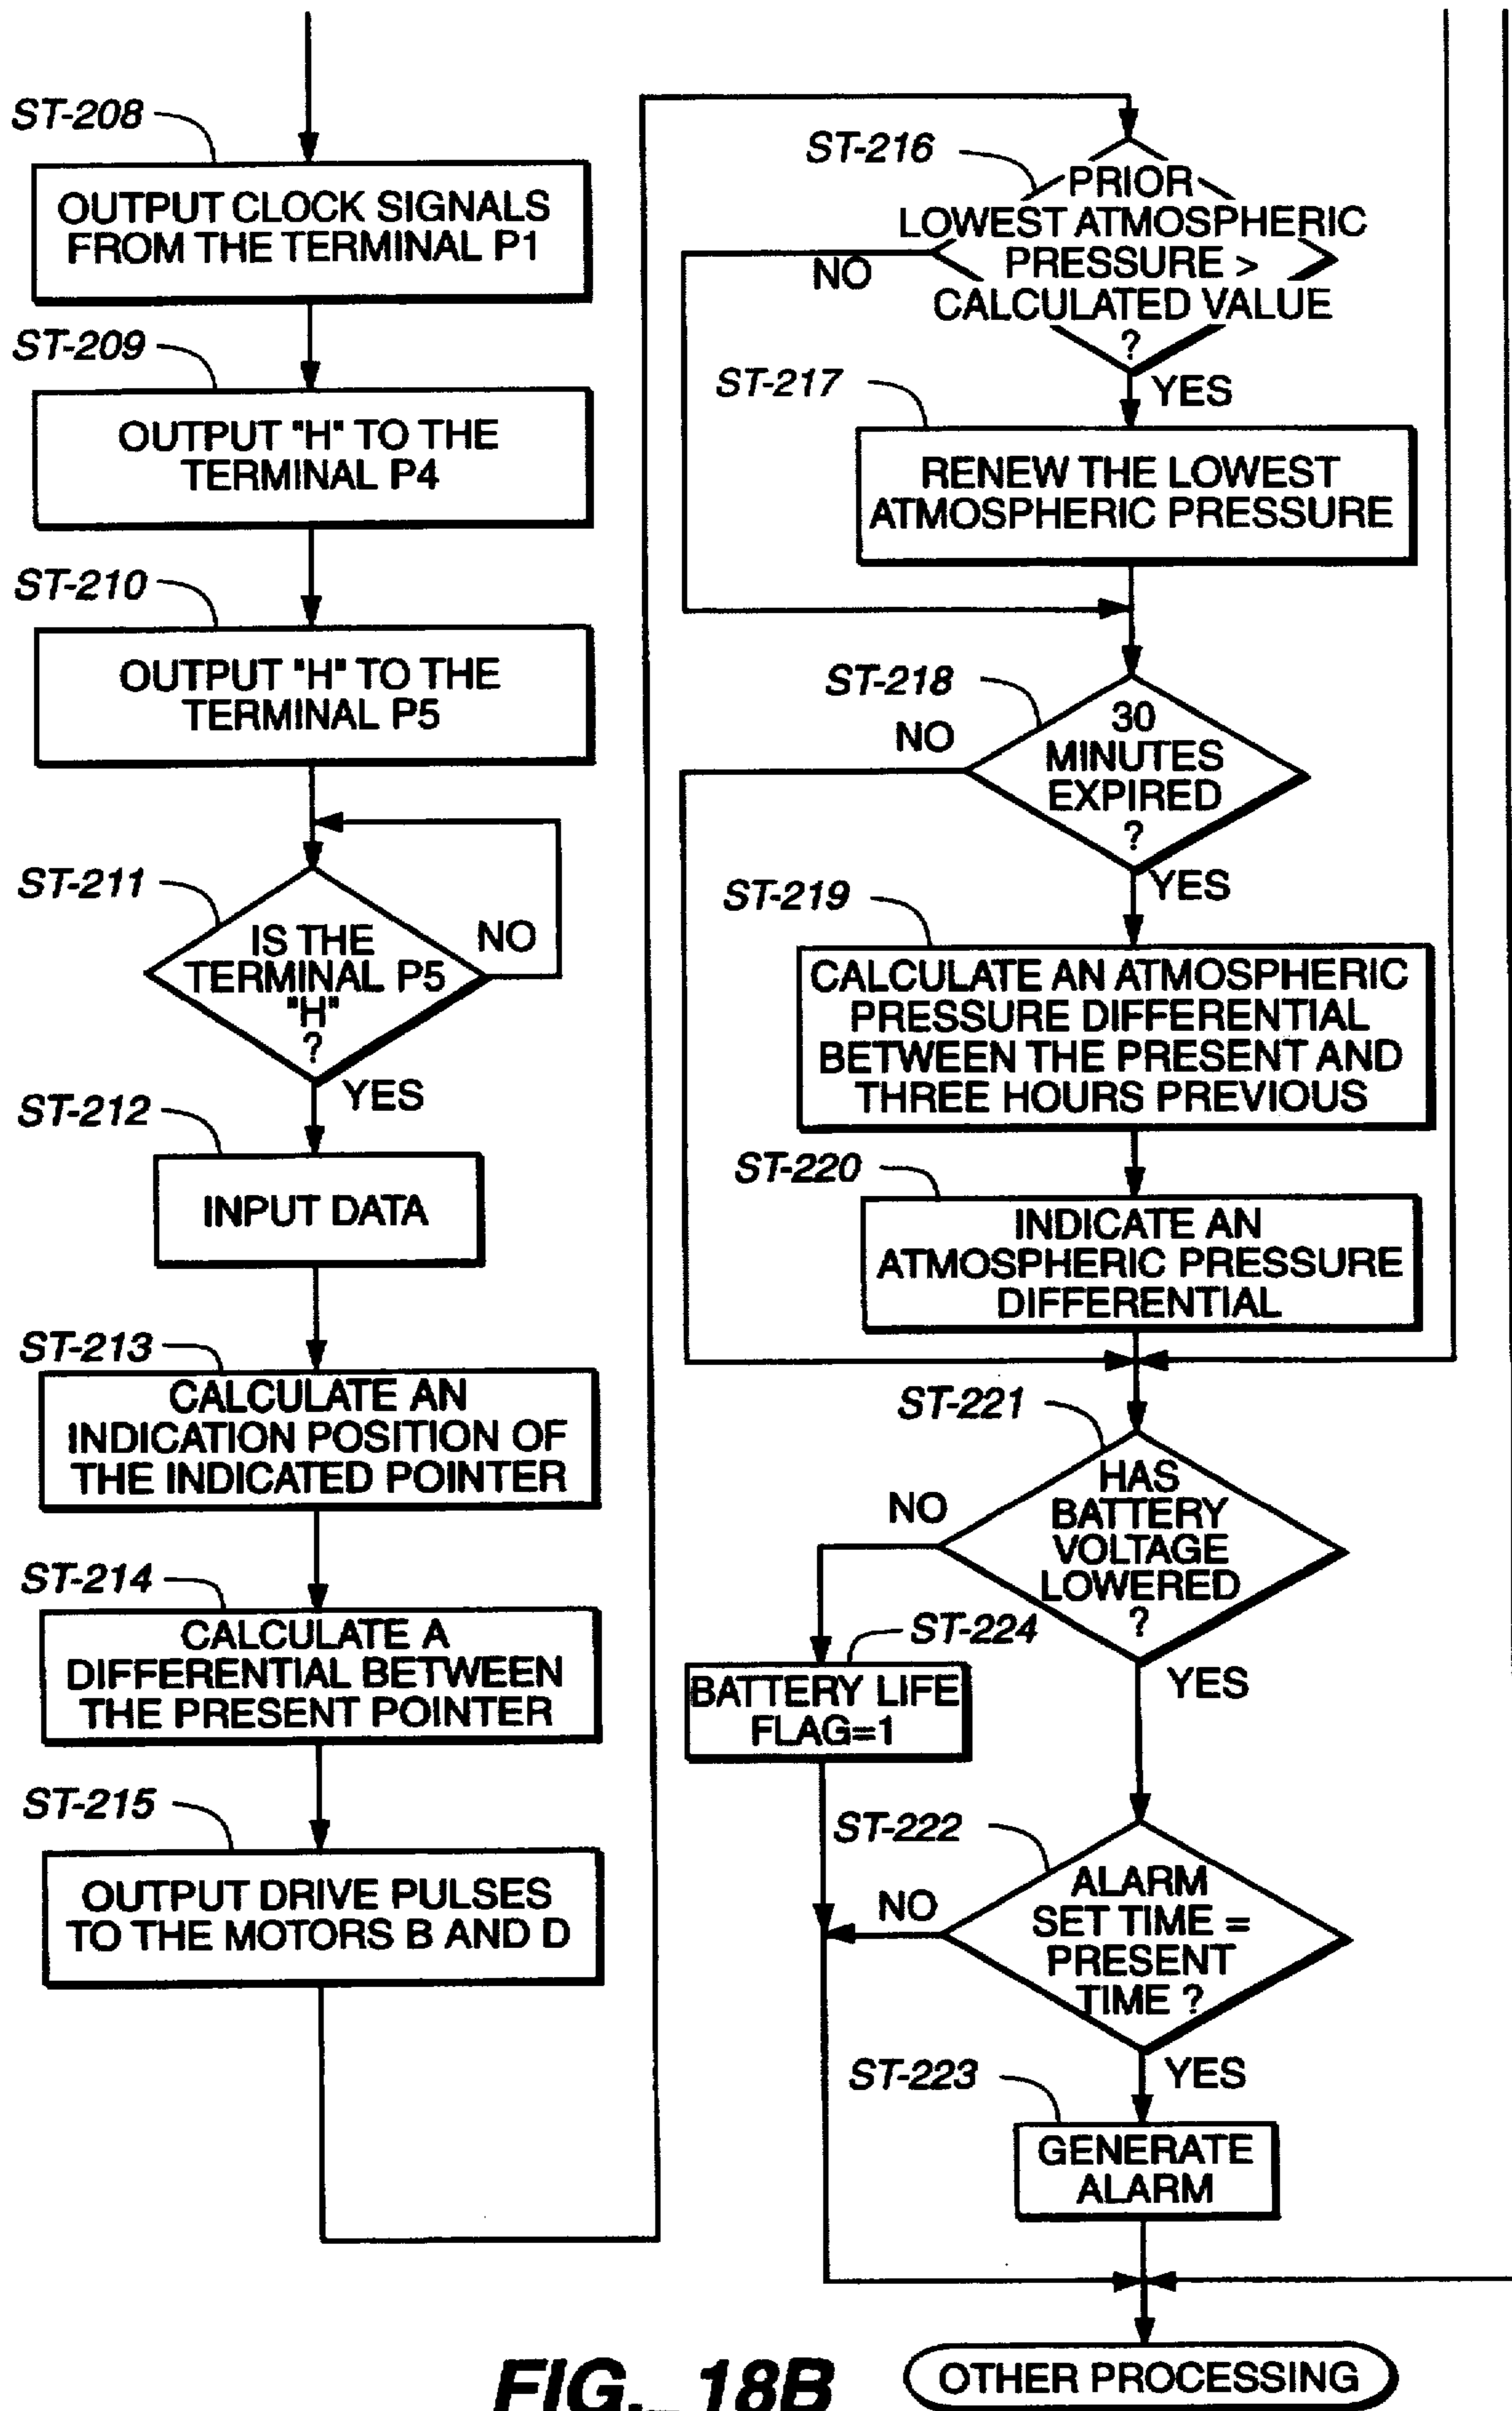 ST-208
OUTPUT CLOCK SIGNALS
FROM THE TERMINAL P1
ST-209
OUTPUT "H" TO THE
TERMINAL P4
ST-210
OUTPUT "H" TO THE
TERMINAL P5
ST-211
IS THE
TERMINAL P5
"H"
?
NO
YES
ST-212
INPUT DATA
ST-213
CALCULATE AN
INDICATION POSITION OF
THE INDICATED POINTER
ST-214
CALCULATE A
DIFFERENTIAL BETWEEN
THE PRESENT POINTER
ST-215
OUTPUT DRIVE PULSES
TO THE MOTORS B AND D
ST-216
PRIOR
LOWEST ATMOSPHERIC
PRESSURE >
CALCULATED VALUE
?
NO
YES
ST-217
RENEW THE LOWEST
ATMOSPHERIC PRESSURE
ST-218
30
MINUTES
EXPIRED
?
NO
YES
ST-219
CALCULATE AN ATMOSPHERIC
PRESSURE DIFFERENTIAL
BETWEEN THE PRESENT AND
THREE HOURS PREVIOUS
ST-220
INDICATE AN
ATMOSPHERIC PRESSURE
DIFFERENTIAL
ST-221
HAS
BATTERY
VOLTAGE
LOWERED
?
NO
YES
ST-224
BATTERY LIFE
FLAG=1
ST-222
ALARM
SET TIME =
PRESENT
TIME ?
NO
YES
ST-223
GENERATE
ALARM
OTHER PROCESSING
FIG._18B